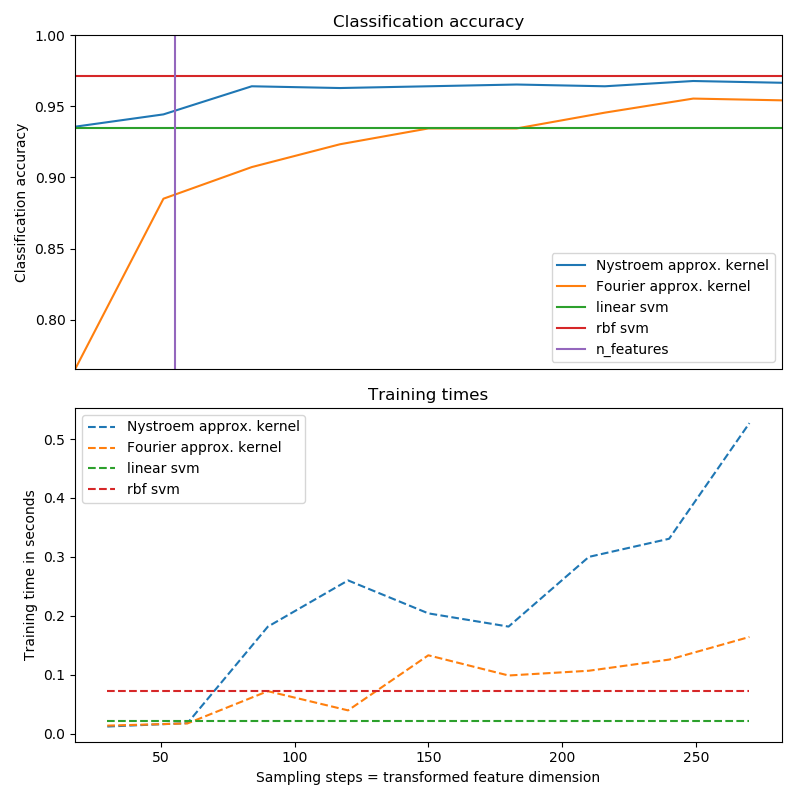 Classification accuracy
1.00
0.95
0.90
0.85
0.80
Classification accuracy
Nystroem approx. kernel
Fourier approx. kernel
linear svm
rbf svm
n_features
Training times
0.5
0.4
0.3
0.2
0.1
0.0
Training time in seconds
Nystroem approx. kernel
Fourier approx. kernel
linear svm
rbf svm
50
100
150
200
250
Sampling steps = transformed feature dimension